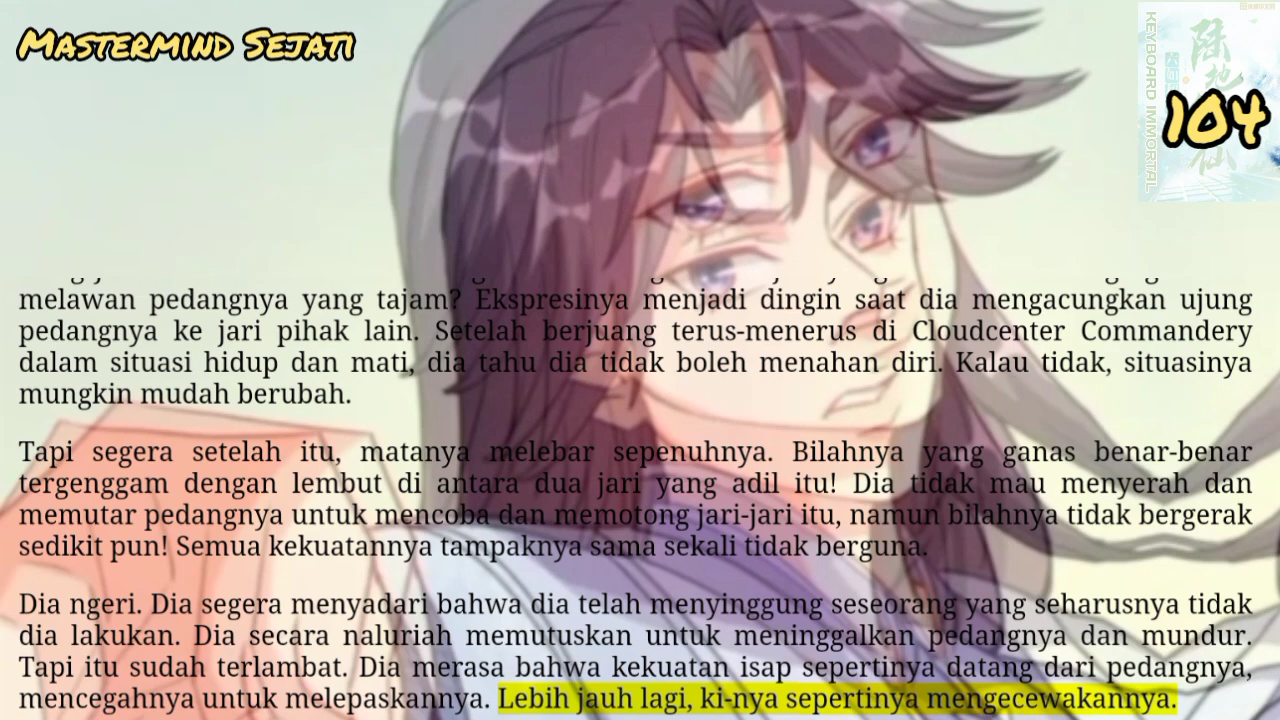 Mastermind Sejati
KEYBOARD IMMORTAL
104
melawan pedangnya yang tajam? Ekspresinya menjadi dingin saat dia mengacungkan ujung
pedangnya ke jari pihak lain. Setelah berjuang terus-menerus di Cloudcenter Commandery
dalam situasi hidup dan mati, dia tahu dia tidak boleh menahan diri. Kalau tidak, situasinya
mungkin mudah berubah.
Tapi segera setelah itu, matanya melebar sepenuhnya. Bilahnya yang ganas benar-benar
tergenggam dengan lembut di antara dua jari yang adil itu! Dia tidak mau menyerah dan
memutar pedangnya untuk mencoba dan memotong jari-jari itu, namun bilahnya tidak bergerak
sedikit pun! Semua kekuatannya tampaknya sama sekali tidak berguna.
Dia ngeri. Dia segera menyadari bahwa dia telah menyinggung seseorang yang seharusnya tidak
dia lakukan. Dia secara naluriah memutuskan untuk meninggalkan pedangnya dan mundur.
Tapi itu sudah terlambat. Dia merasa bahwa kekuatan isap sepertinya datang dari pedangnya,
mencegahnya untuk melepaskannya. Lebih jauh lagi, ki-nya sepertinya mengecewakannya.